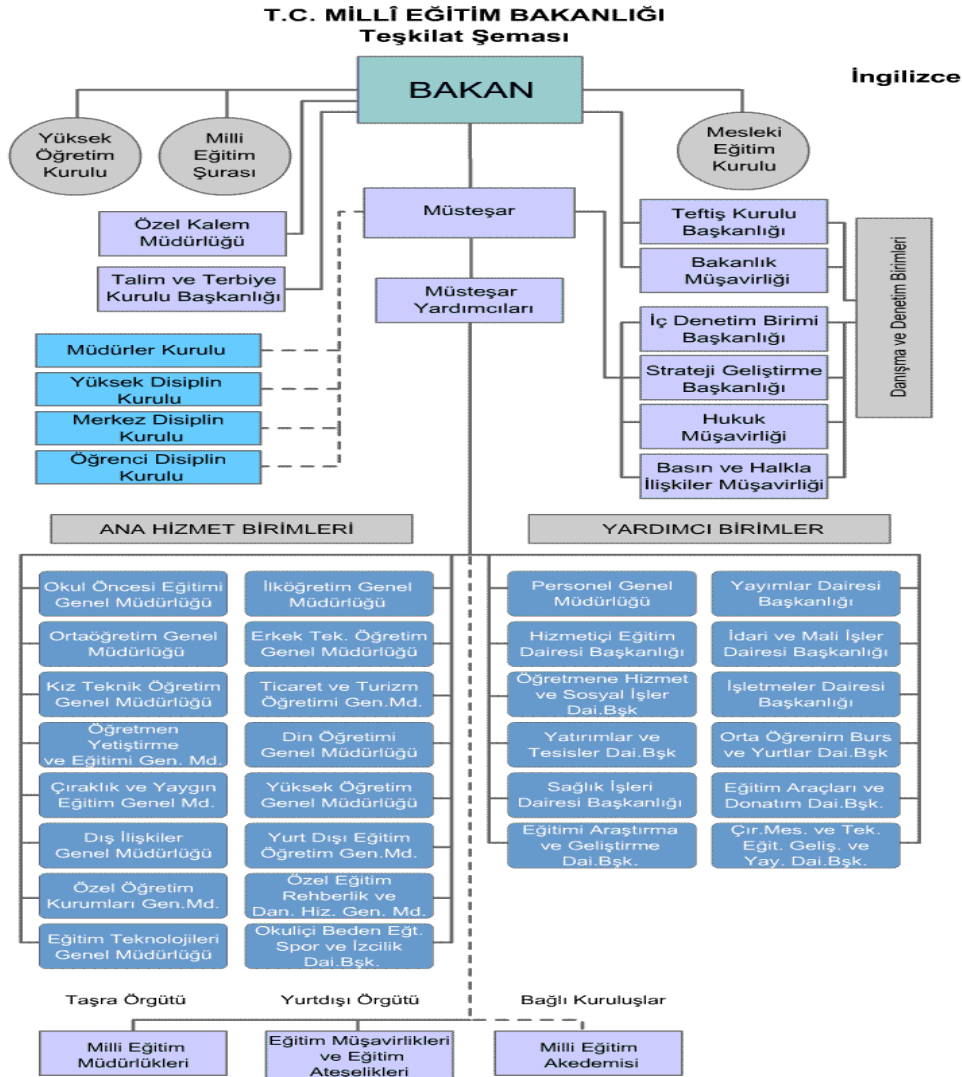 T.C. MİLLÎ EĞİTİM BAKANLIĞI
Teşkilat Şeması
İngilizce
BAKAN
Yüksek
Öğretim
Kurulu
Milli
Eğitim
Şurası
Mesleki
Eğitim
Kurulu
Özel Kalem
Müdürlüğü
Talim ve Terbiye
Kurulu Başkanlığı
Müsteşar
Müsteşar
Yardımcıları
Teftiş Kurulu
Başkanlığı
Bakanlık
Müşavirliği
İç Denetim Birimi
Başkanlığı
Strateji Geliştirme
Başkanlığı
Hukuk
Müşavirliği
Basın ve Halkla
İlişkiler Müşavirliği
Danışma ve Denetim Birimleri
Müdürler Kurulu
Yüksek Disiplin
Kurulu
Merkez Disiplin
Kurulu
Öğrenci Disiplin
Kurulu
ANA HİZMET BİRİMLERİ
Okul Öncesi Eğitimi
Genel Müdürlüğü
İlköğretim Genel
Müdürlüğü
Ortaöğretim Genel
Müdürlüğü
Erkek Tek. Öğretim
Genel Müdürlüğü
Kız Teknik Öğretim
Genel Müdürlüğü
Ticaret ve Turizm
Öğretimi Gen.Md.
Öğretmen
Yetiştirme
ve Eğitimi Gen. Md.
Din Öğretimi
Genel Müdürlüğü
Çıraklık ve Yaygın
Eğitim Genel Md.
Yüksek Öğretim
Genel Müdürlüğü
Dış İlişkiler
Genel Müdürlüğü
Yurt Dışı Eğitim
Öğretim Gen.Md.
Özel Öğretim
Kurumları Gen.Md.
Özel Eğitim
Rehberlik ve
Dan. Hiz. Gen. Md.
Eğitim Teknolojileri
Genel Müdürlüğü
Okuliçi Beden Eğt.
Spor ve İzcilik
Dai.Bşk.
YARDIMCI BİRİMLER
Personel Genel
Müdürlüğü
Yayımlar Dairesi
Başkanlığı
Hizmetiçi Eğitim
Dairesi Başkanlığı
İdari ve Mali İşler
Dairesi Başkanlığı
Öğretmene Hizmet
ve Sosyal İşler
Dai.Bşk
İşletmeler Dairesi
Başkanlığı
Yatırımlar ve
Tesisler Dai.Bşk
Orta Öğrenim Burs
ve Yurtlar Dai.Bşk
Sağlık İşleri
Dairesi Başkanlığı
Eğitim Araçları ve
Donatım Dai.Bşk.
Eğitimi Araştırma
ve Geliştirme
Dai.Bşk.
Çır.Mes. ve Tek.
Eğit. Geliş. ve
Yay. Dai.Bşk.
Taşra Örgütü
Yurtdışı Örgütü
Bağlı Kuruluşlar
Milli Eğitim
Müdürlükleri
Eğitim Müşavirlikleri
ve Eğitim
Ateşelikleri
Milli Eğitim
Akademisi